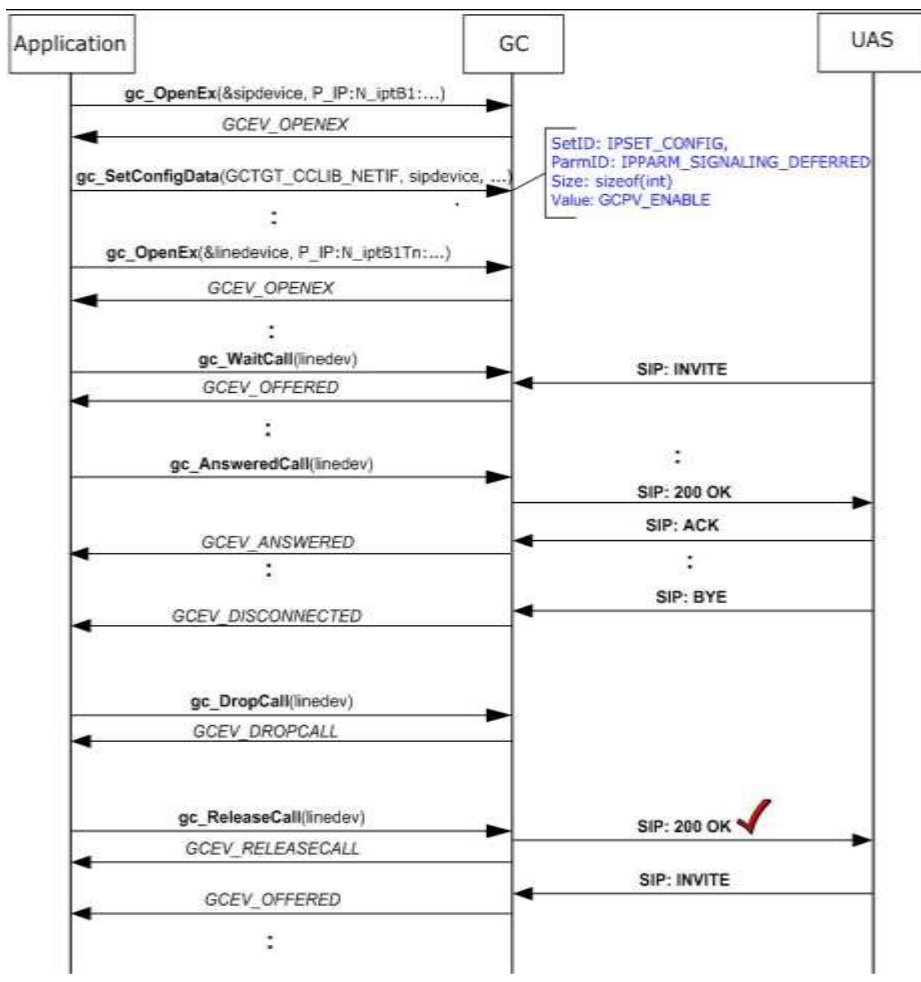 Application
GC
UAS
gc_OpenEx(&sipdevice, P_IP:N_iptB1:...)
GCEV_OPENEX
SetID: IPSET_CONFIG,
ParmID: IPPARM_SIGNALING_DEFERRED
Size: sizeof(int)
Value: GCPV_ENABLE
gc_SetConfigData(GCTGT_CCLIB_NETIF, sipdevice, ...)
:
gc_OpenEx(&linedevice, P_IP:N_iptB1Tn:...)
GCEV_OPENEX
:
gc_WaitCall(linedev)
SIP: INVITE
GCEV_OFFERED
:
gc_AnsweredCall(linedev)
:
SIP: 200 OK
SIP: ACK
GCEV_ANSWERED
:
:
SIP: BYE
GCEV_DISCONNECTED
gc_DropCall(linedev)
GCEV_DROPCALL
gc_ReleaseCall(linedev)
SIP: 200 OK
GCEV_RELEASECALL
SIP: INVITE
GCEV_OFFERED
: